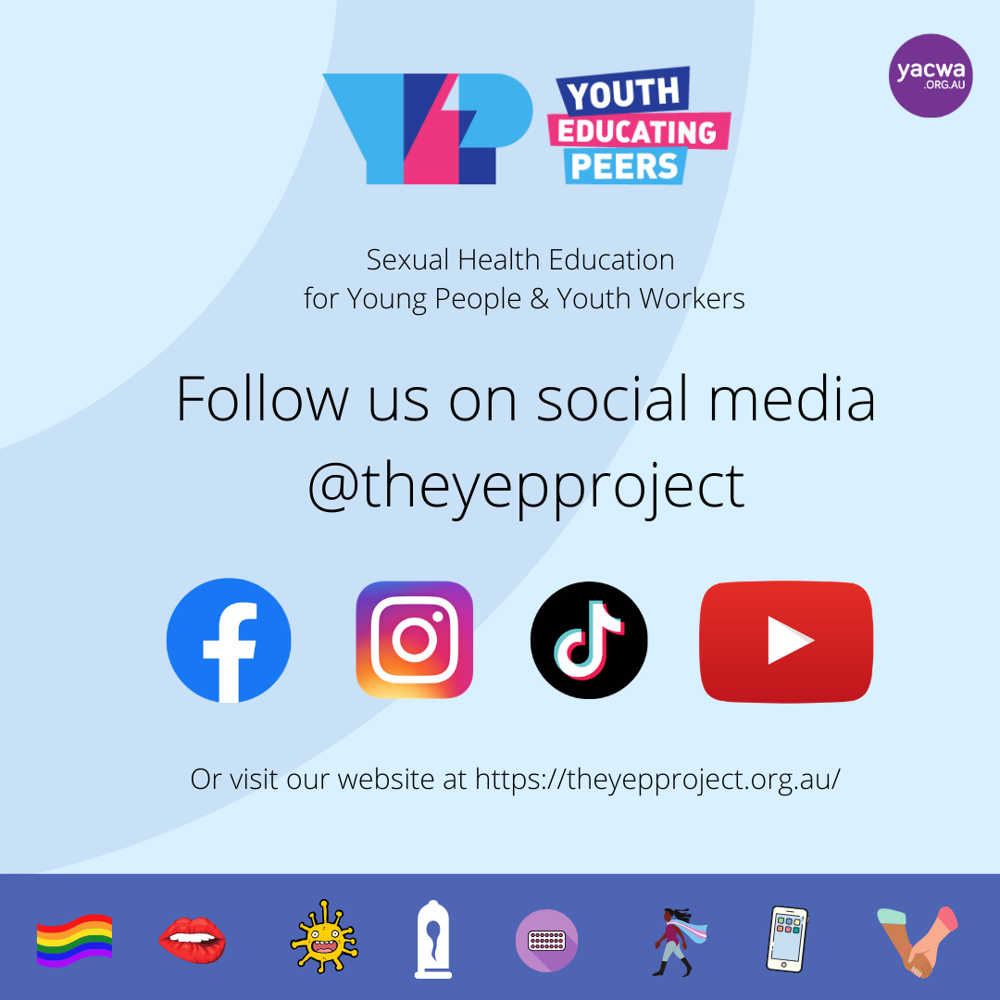 yacwa
.ORG.AU
YEP
YOUTH
EDUCATING
PEERS
Sexual Health Education
for Young People & Youth Workers
Follow us on social media
@theyepproject
Or visit our website at https://theyepproject.org.au/